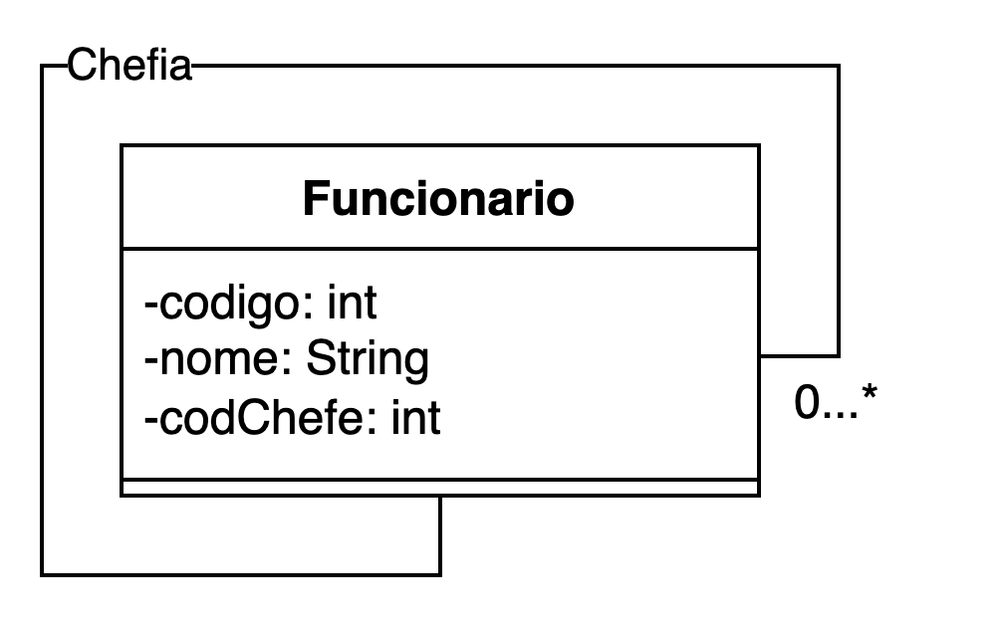 Chefia
Funcionario
-codigo: int
-nome: String
-codChefe: int
0...*